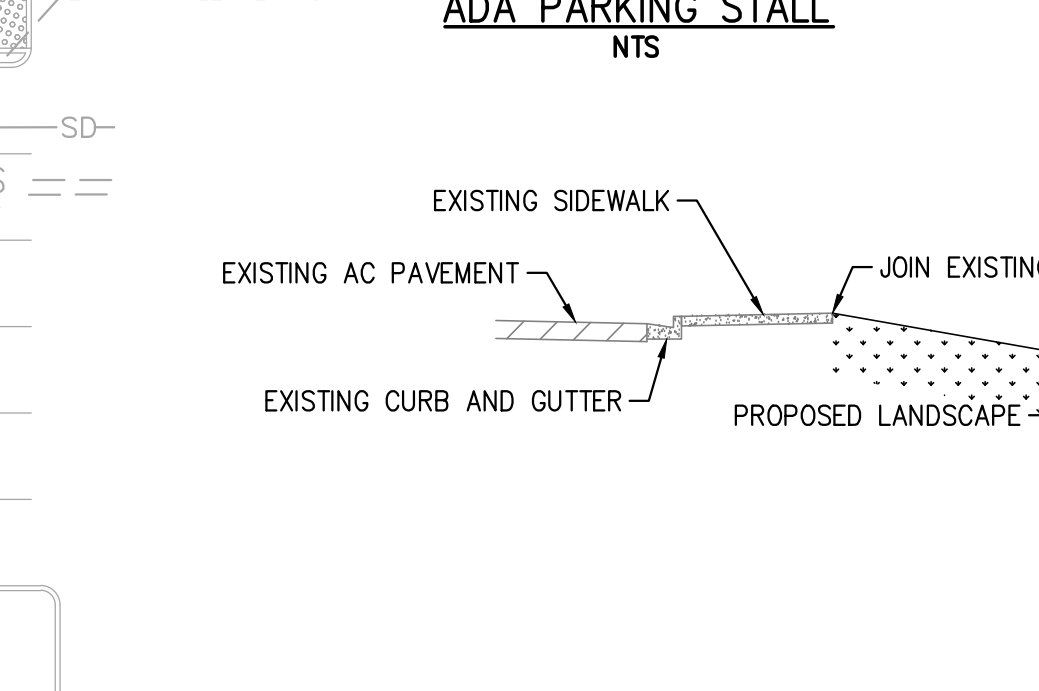 ADA PARKING STALL
NTS
SD
EXISTING SIDEWALK
EXISTING AC PAVEMENT
JOIN EXISTING
EXISTING CURB AND GUTTER
PROPOSED LANDSCAPE